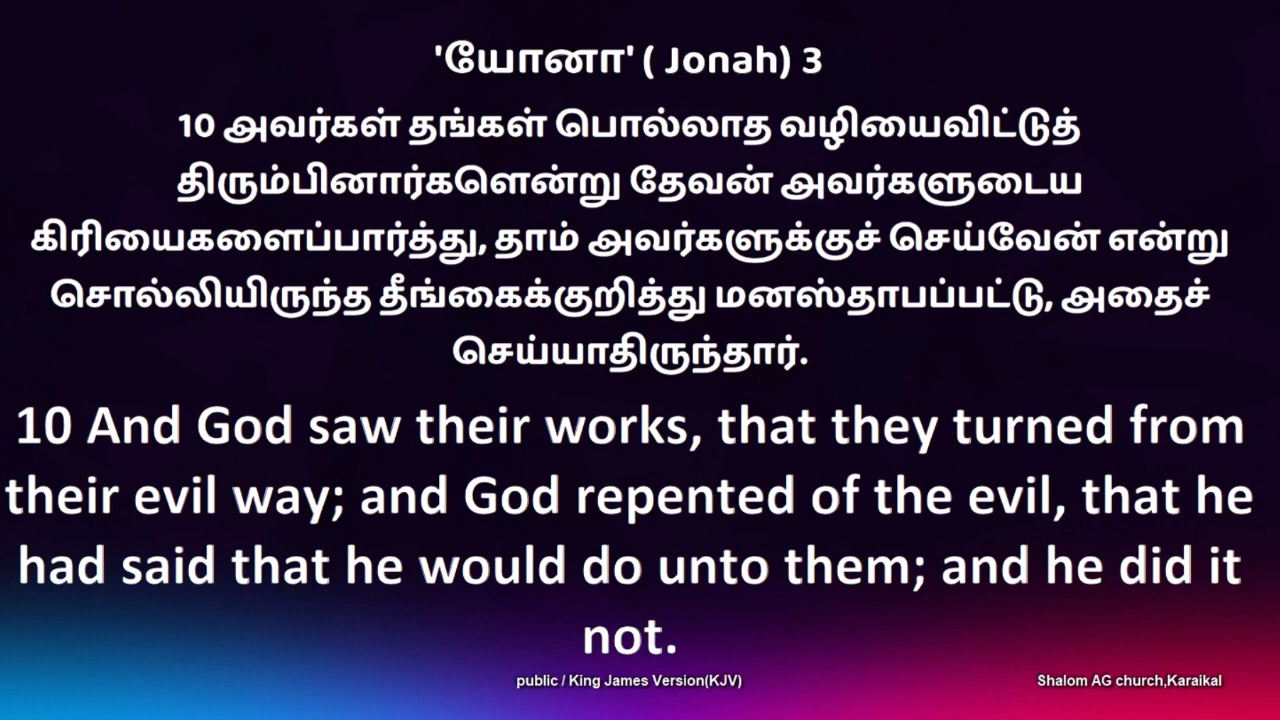 'யோனா' ( Jonah) 3
10 அவர்கள் தங்கள் பொல்லாத வழியைவிட்டுத்
திரும்பினார்களென்று தேவன் அவர்களுடைய
கிரியைகளைப்பார்த்து, தாம் அவர்களுக்குச் செய்வேன் என்று
சொல்லியிருந்த தீங்கைக்குறித்து மனஸ்தாபப்பட்டு, அதைச்
செய்யாதிருந்தார்.
10 And God saw their works, that they turned from
their evil way; and God repented of the evil, that he
had said that he would do unto them; and he did it
not.
public / King James Version(KJV)
Shalom AG church,Karaikal